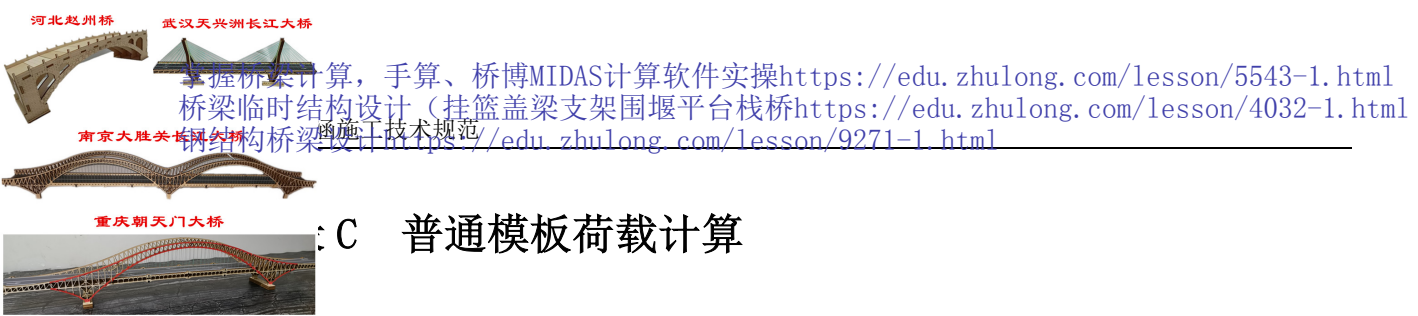 河北赵州桥
武汉天兴洲长江大桥
掌握桥梁计算，手算、桥博MIDAS计算软件实操https://edu.zhulong.com/lesson/5543-1.html
桥梁临时结构设计（挂篮盖梁支架围堰平台栈桥https://edu.zhulong.com/lesson/4032-1.html
涵施工技术规范
南京大胜关长江大桥
钢结构桥梁设计https://edu.zhulong.com/lesson/9271-1.html
重庆朝天门大桥
C 普通模板荷载计算